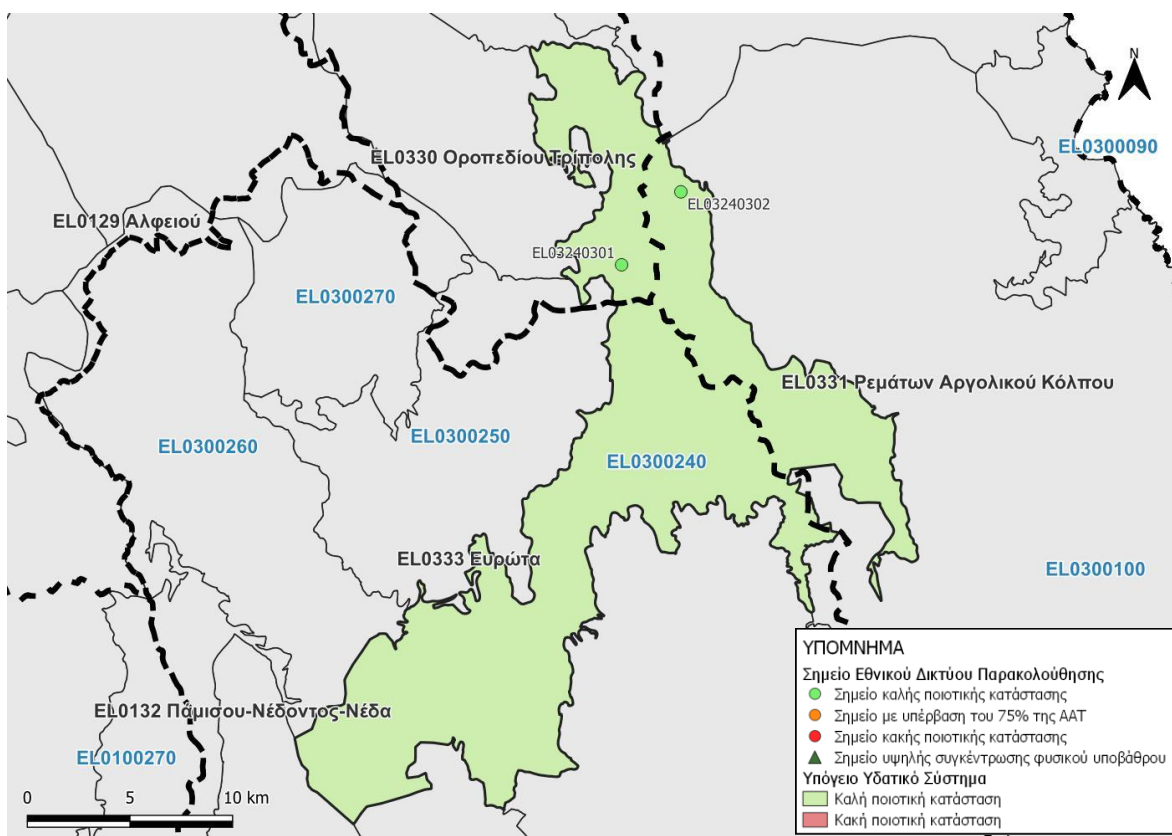 N
EL0300090
EL0330 Οροπεδίου Τρίπολης
EL03240302
EL0129 Αλφειού
EL03240301
EL0300270
EL0331 Ρεμάτων Αργολικού Κόλπου
EL0300250
EL0300260
EL0300240
EL0333 Ευρώτα
EL0300100
EL0132 Πάμισου-Νέδοντος-Νέδα
EL0100270
0 5 10 km
ΥΠΟΜΝΗΜΑ
Σημείο Εθνικού Δικτύου Παρακολούθησης
Σημείο καλής ποιοτικής κατάστασης
Σημείο με υπέρβαση του 75% της ΑΑΤ
Σημείο κακής ποιοτικής κατάστασης
Σημείο υψηλής συγκέντρωσης φυσικού υποβάθρου
Υπόγειο Υδατικό Σύστημα
Καλή ποιοτική κατάσταση
Κακή ποιοτική κατάσταση